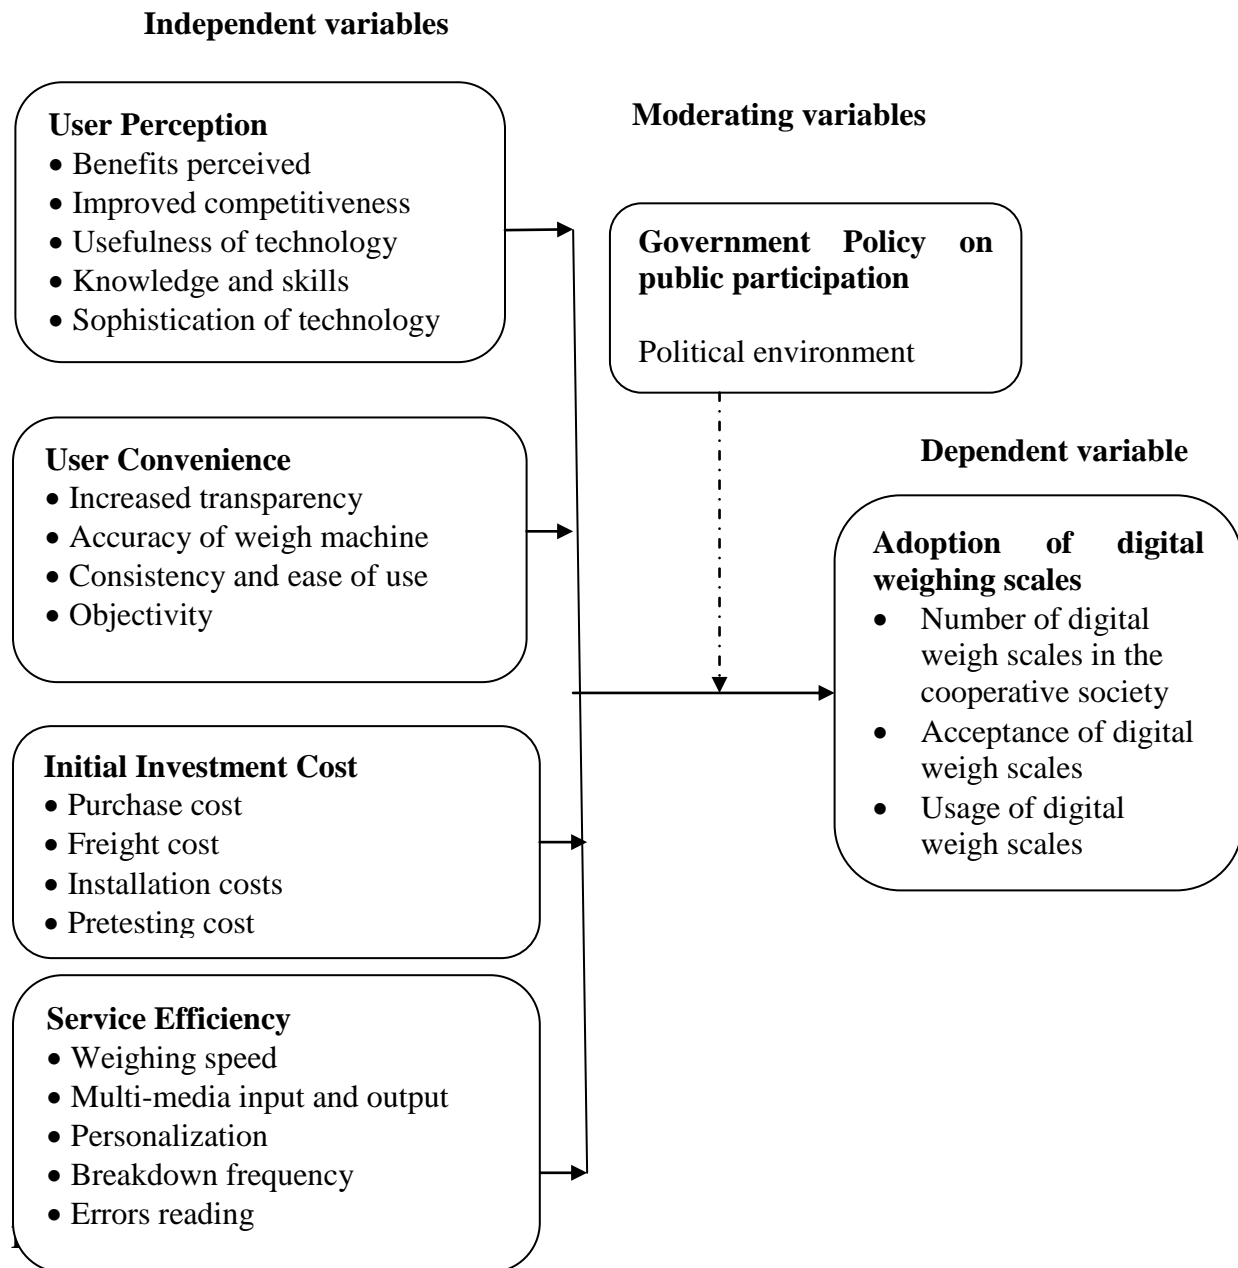 Independent variables
User Perception
• Benefits perceived
• Improved competitiveness
• Usefulness of technology
• Knowledge and skills
• Sophistication of technology
Moderating variables
Government Policy on
public participation
Political environment
User Convenience
• Increased transparency
• Accuracy of weigh machine
• Consistency and ease of use
• Objectivity
Dependent variable
Adoption of digital
weighing scales
• Number of digital
weigh scales in the
cooperative society
• Acceptance of digital
weigh scales
• Usage of digital
weigh scales
Initial Investment Cost
• Purchase cost
• Freight cost
• Installation costs
• Pretesting cost
Service Efficiency
• Weighing speed
• Multi-media input and output
• Personalization
• Breakdown frequency
• Errors reading